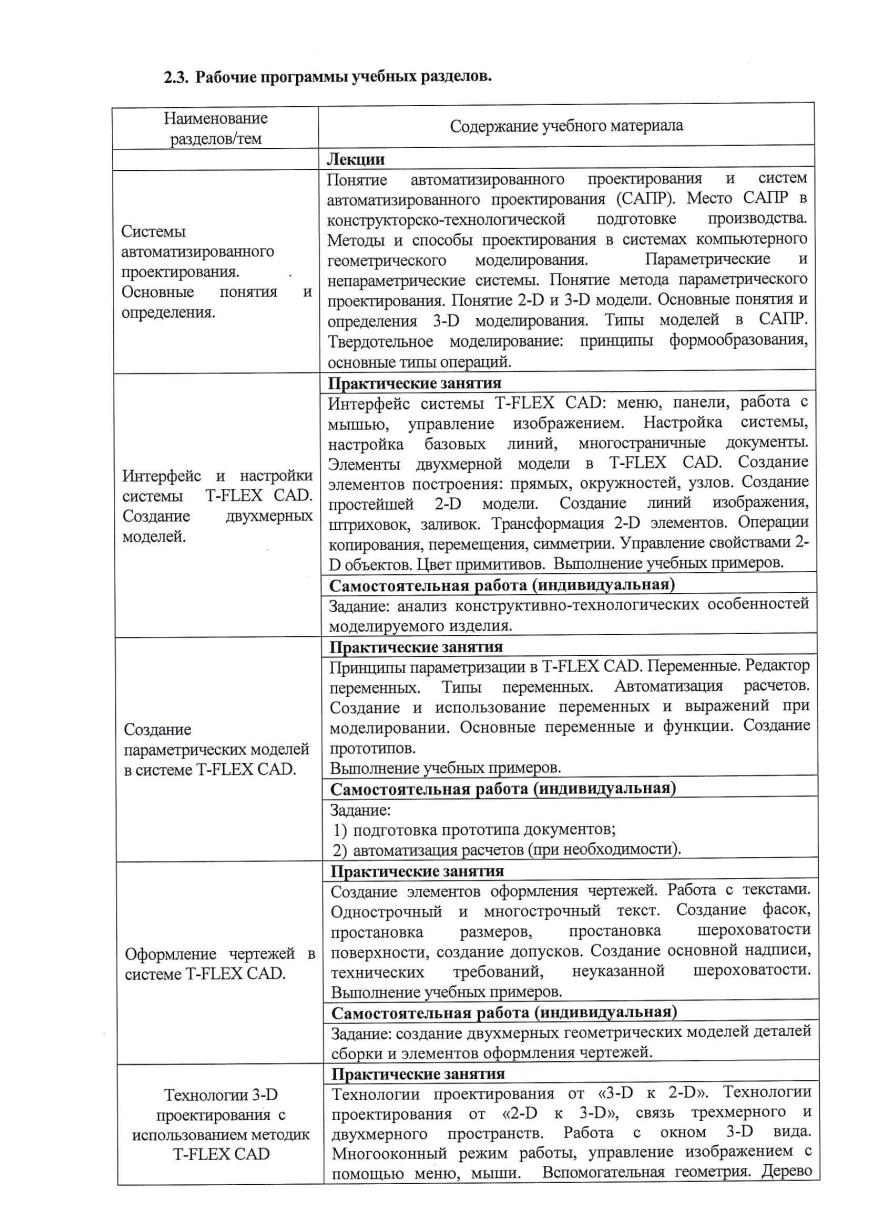 2.3. Рабочие программы учебных разделов.
Наименование
разделов/тем
Содержание учебного материала
Лекции
Системы
автоматизированного
проектирования.
Основные понятия и
определения.
Понятие автоматизированного проектирования и систем
автоматизированного проектирования (САПР). Место САПР в
конструкторско-технологической подготовке производства.
Методы и способы проектирования в системах компьютерного
геометрического моделирования. Параметрические и
непараметрические системы. Понятие метода параметрического
проектирования. Понятие 2-D и 3-D модели. Основные понятия и
определения 3-D моделирования. Типы моделей в САПР.
Твердотельное моделирование: принципы формообразования,
основные типы операций.
Интерфейс и настройки
системы T-FLEX CAD.
Создание двухмерных
моделей.
Практические занятия
Интерфейс системы T-FLEX CAD: меню, панели, работа с
мышью, управление изображением. Настройка системы,
настройка базовых линий, многостраничные документы.
Элементы двухмерной модели в T-FLEX CAD. Создание
элементов построения: прямых, окружностей, узлов. Создание
простейшей 2-D модели. Создание линий изображения,
штриховок, заливок. Трансформация 2-D элементов. Операции
копирования, перемещения, симметрии. Управление свойствами 2-
D объектов. Цвет примитивов. Выполнение учебных примеров.
Самостоятельная работа (индивидуальная)
Задание: анализ конструктивно-технологических особенностей
моделируемого изделия.
Создание
параметрических моделей
в системе T-FLEX CAD.
Практические занятия
Принципы параметризации в T-FLEX CAD. Переменные. Редактор
переменных. Типы переменных. Автоматизация расчетов.
Создание и использование переменных и выражений при
моделировании. Основные переменные и функции. Создание
прототипов.
Выполнение учебных примеров.
Самостоятельная работа (индивидуальная)
Задание:
1) подготовка прототипа документов;
2) автоматизация расчетов (при необходимости).
Оформление чертежей в
системе T-FLEX CAD.
Практические занятия
Создание элементов оформления чертежей. Работа с текстами.
Однострочный и многострочный текст. Создание фасок,
простановка размеров, простановка шероховатости
поверхности, создание допусков. Создание основной надписи,
технических требований, неуказанной шероховатости.
Выполнение учебных примеров.
Самостоятельная работа (индивидуальная)
Задание: создание двухмерных геометрических моделей деталей
сборки и элементов оформления чертежей.
Технологии 3-D
проектирования с
использованием методик
T-FLEX CAD
Практические занятия
Технологии проектирования от «3-D к 2-D». Технологии
проектирования от «2-D к 3-D», связь трехмерного и
двухмерного пространств. Работа с окном 3-D вида.
Многооконный режим работы, управление изображением с
помощью меню, мыши. Вспомогательная геометрия. Дерево